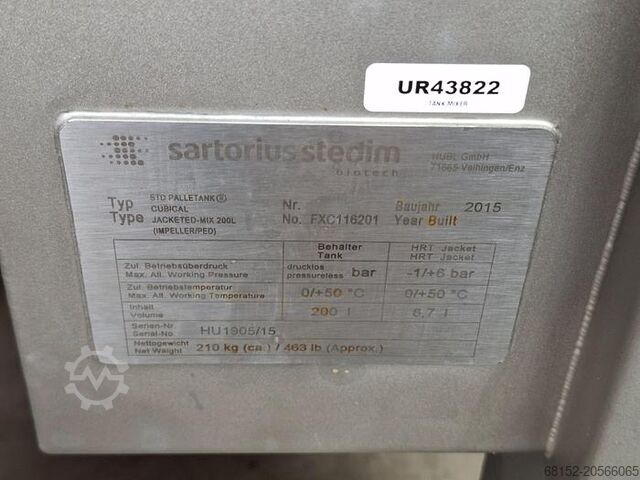 UR43822
TANK MIXER
sartorius stedim
biotech
HUBL GmbH
71665-Vaihingen/Enz
Typ
Type
STD PALLETANK®
CUBICAL
JACKETED-MIX 200L
(IMPELLER/PED)
Nr.
No. FXC116201
Baujahr 2015
Year Built
Behälter HRT Jacket
Tank HRT Jacket
Zul. Betriebsüberdruck drucklos
Max. All. Working Pressure pressureless bar -1/+6 bar
Zul. Betriebstemperatur
Max. All. Working Temperature 0/+50 °C 0/+50 °C
Inhalt
Volume 200 l 6,7 l
Serien-Nr.
Serial-No HU1905/15
Nettogewicht
Net Weight 210 kg (ca.) / 463 lb (Approx.)
68152-20566065